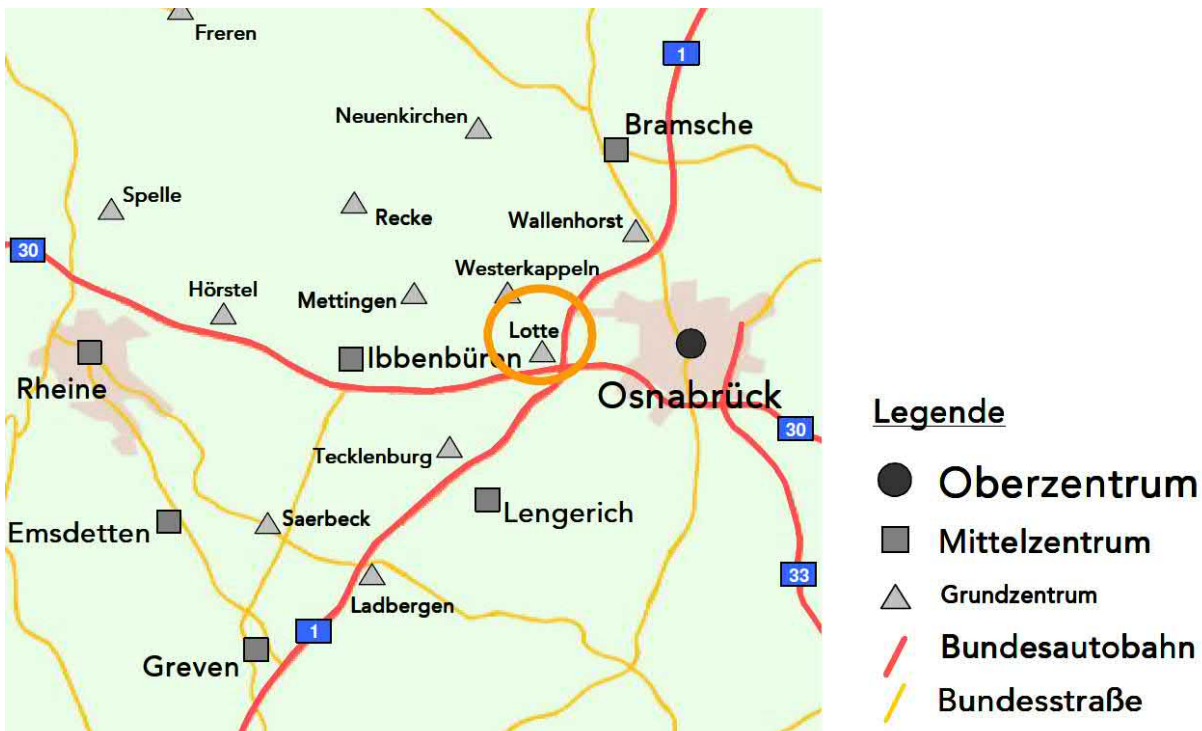 Freren
1
Neuenkirchen
Bramsche
Spelle
Recke
Wallenhorst
30
Westerkappeln
Hörstel
Mettingen
Lotte
Ibbenbüren
Rheine
Osnabrück
30
Tecklenburg
Lengerich
Saerbeck
Emsdetten
33
Ladbergen
1
Greven
Legende
Oberzentrum
Mittelzentrum
Grundzentrum
Bundesautobahn
Bundesstraße